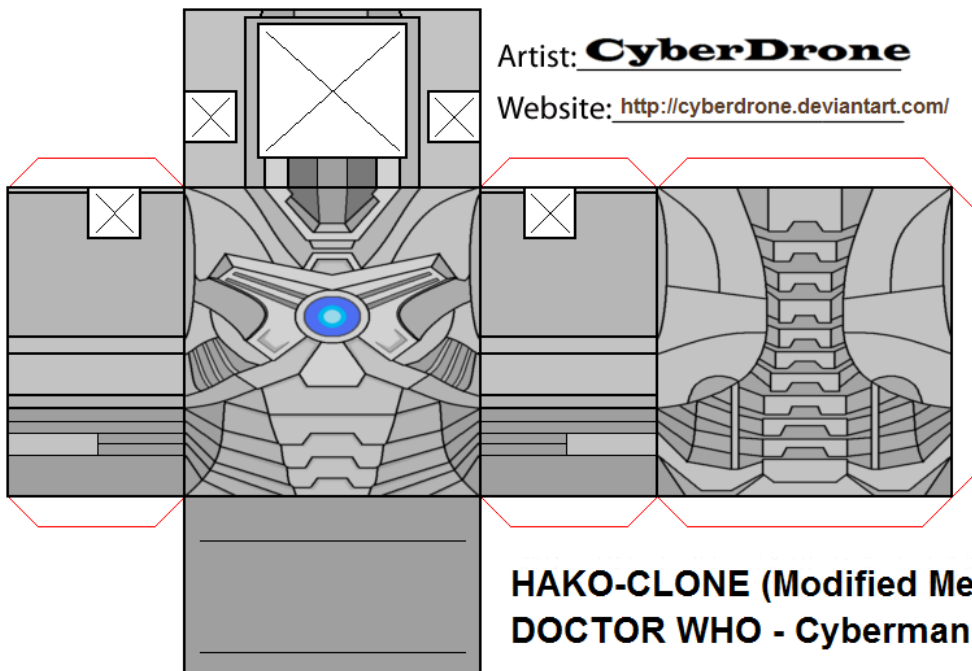 Artist: CyberDrone
Website: http://cyberdrone.deviantart.com/
HAKO-CLONE (Modified Me
DOCTOR WHO - Cyberman